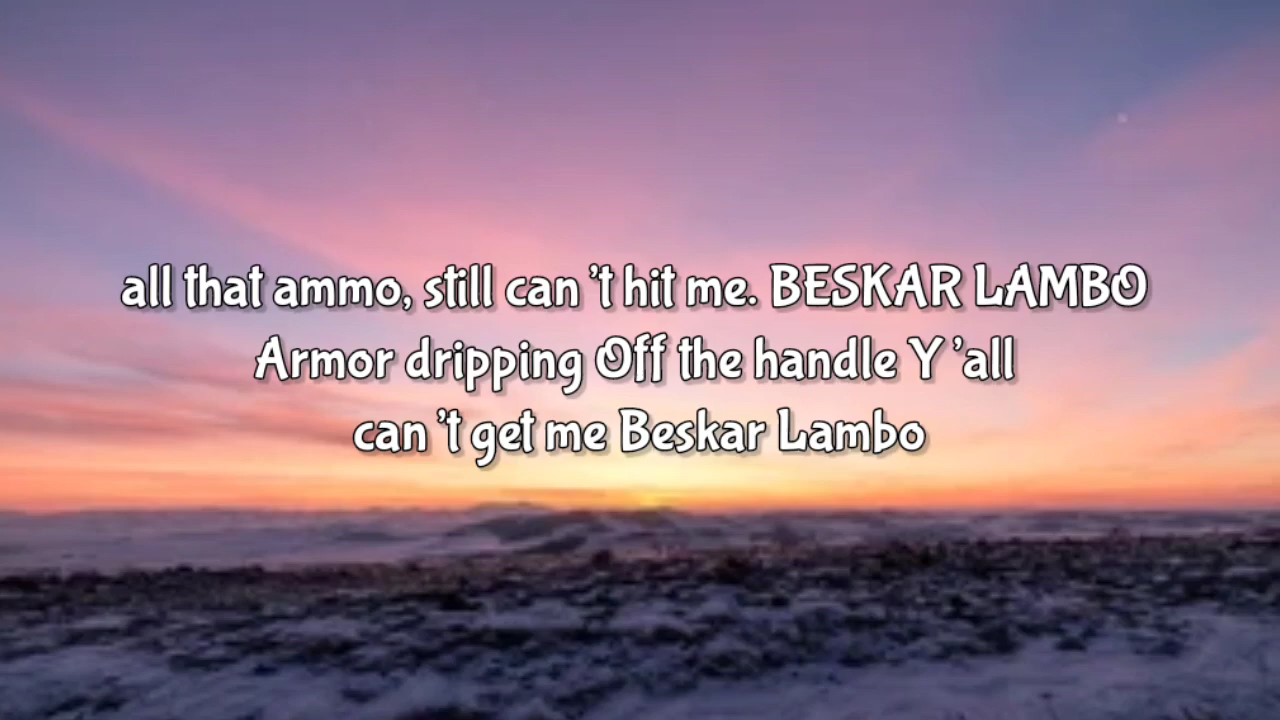 all that ammo, still can 't hit me. BESKAR LAMBO
Armor dripping Off the handle Y 'all
can 't get me Beskar Lambo